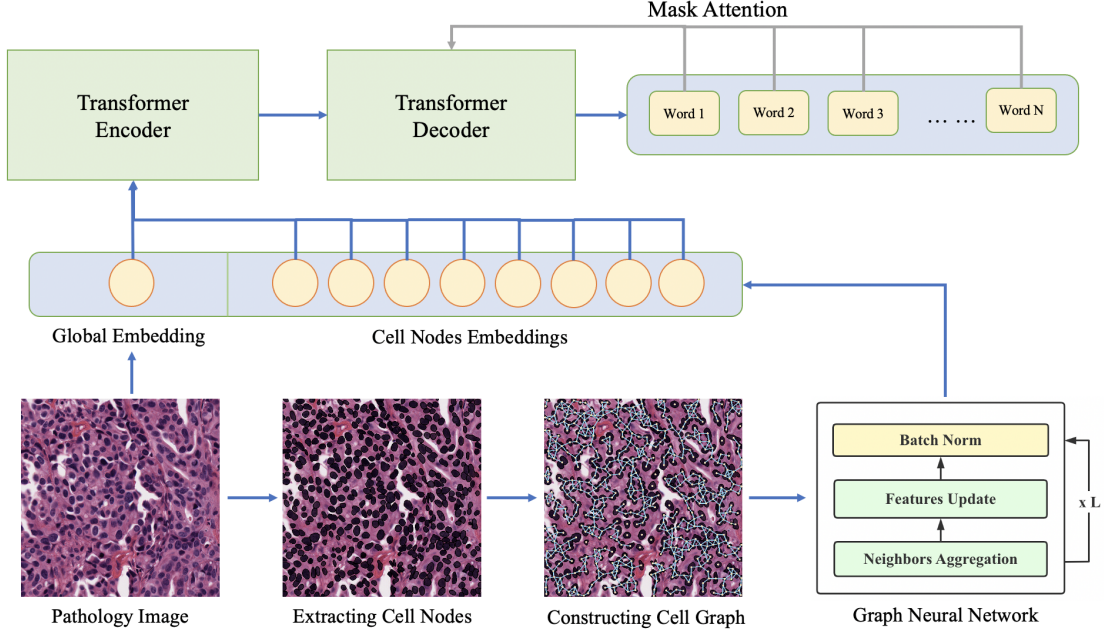 Mask Attention
Transformer
Encoder
Transformer
Decoder
Word 1
Word 2
Word 3
... ...
Word N
Global Embedding
Cell Nodes Embeddings
Batch Norm
Features Update
Neighbors Aggregation
x L
Pathology Image
Extracting Cell Nodes
Constructing Cell Graph
Graph Neural Network